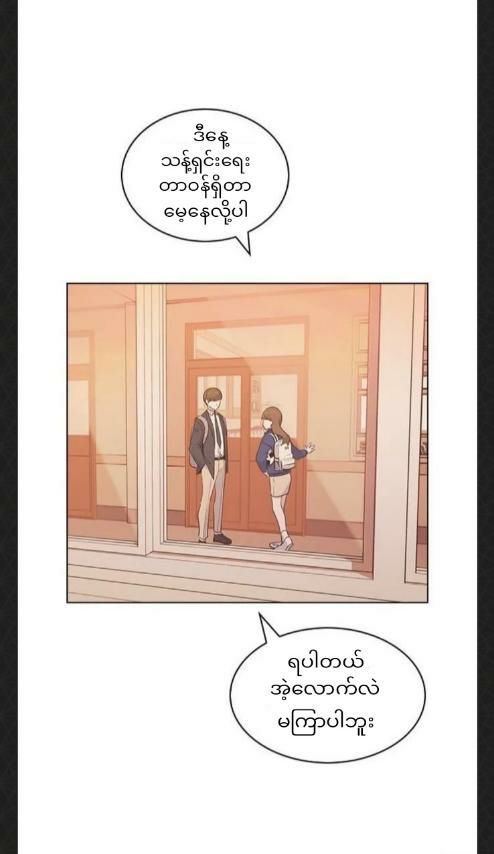 ဒီနေ့
သန့်ရှင်းရေး
တာဝန်ရှိတာ
မေ့နေလို့ပါ
ရပါတယ်
အဲ့လောက်လဲ
မကြာပါဘူး